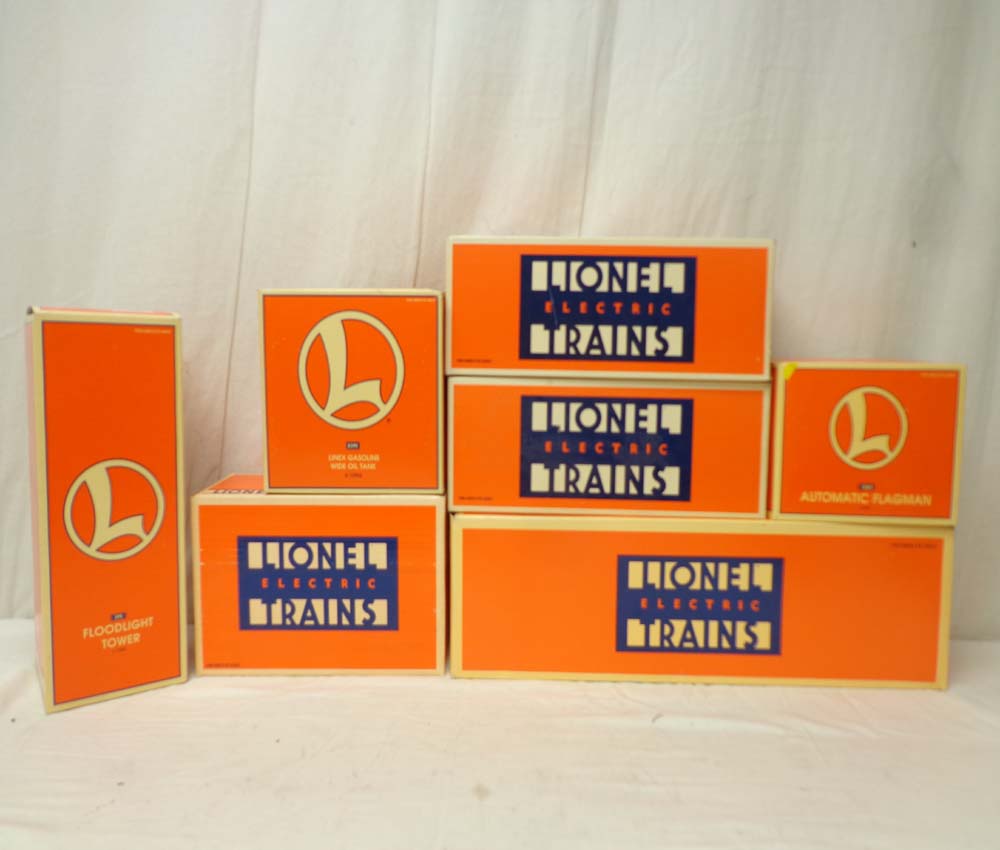 L
FLOODLIGHT
TOWER
L
LINEX GASOLINE
WIDE OIL TANK
LIONEL
LIONEL
ELECTRIC
TRAINS
LIONEL
ELECTRIC
TRAINS
LIONEL
ELECTRIC
TRAINS
L
AUTOMATIC FLAGMAN
LIONEL
ELECTRIC
TRAINS